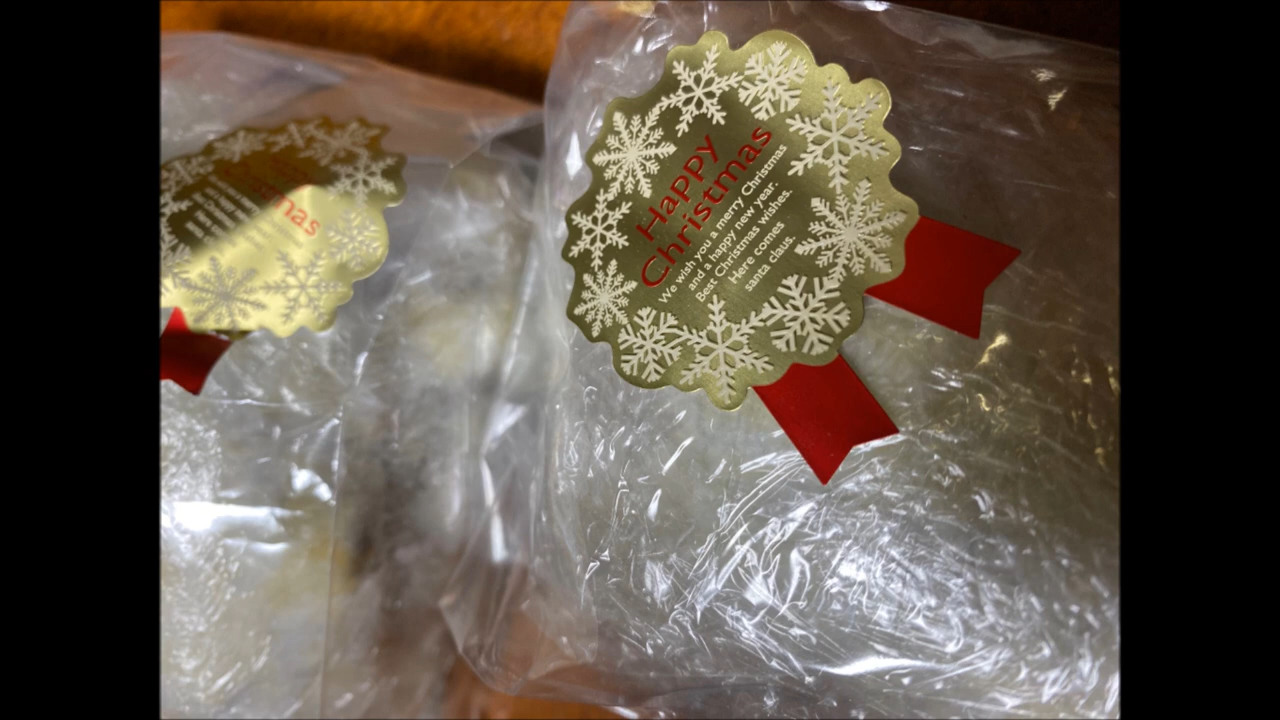 Happy
Christmas
We wish you a merry Christmas
and a happy new year.
Best Christmas wishes.
Here comes
santa claus.